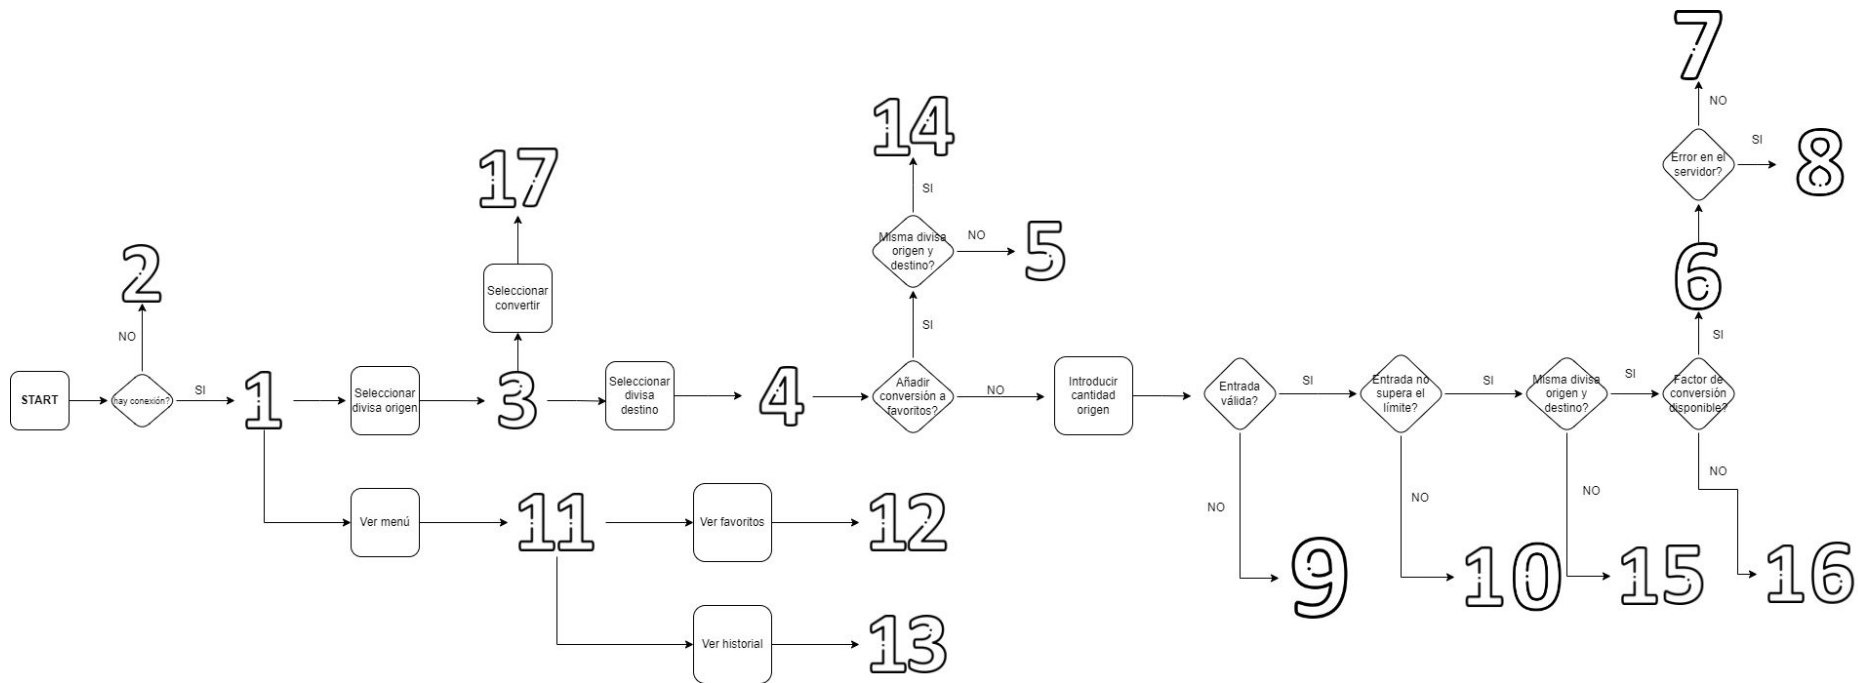 7
NO
14
Error en el
servidor?
SI
8
17
SI
Misma divisa
origen y
destino?
NO
5
2
Seleccionar
convertir
6
NO
SI
SI
START
hay conexión?
SI
1
Seleccionar
divisa origen
3
Seleccionar
divisa
destino
4
Añadir
conversión a
favoritos?
NO
Introducir
cantidad
origen
Entrada
válida?
SI
Entrada no
supera el
límite?
SI
Misma divisa
origen y
destino?
SI
Factor de
conversión
disponible?
NO
NO
NO
NO
Ver menú
11
Ver favoritos
12
9
10
15
16
Ver historial
13